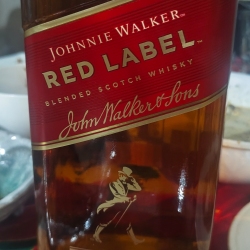 JOHNNIE WALKER
RED LABEL
BLENDED SCOTCH WHISKY
John Walker & Sons